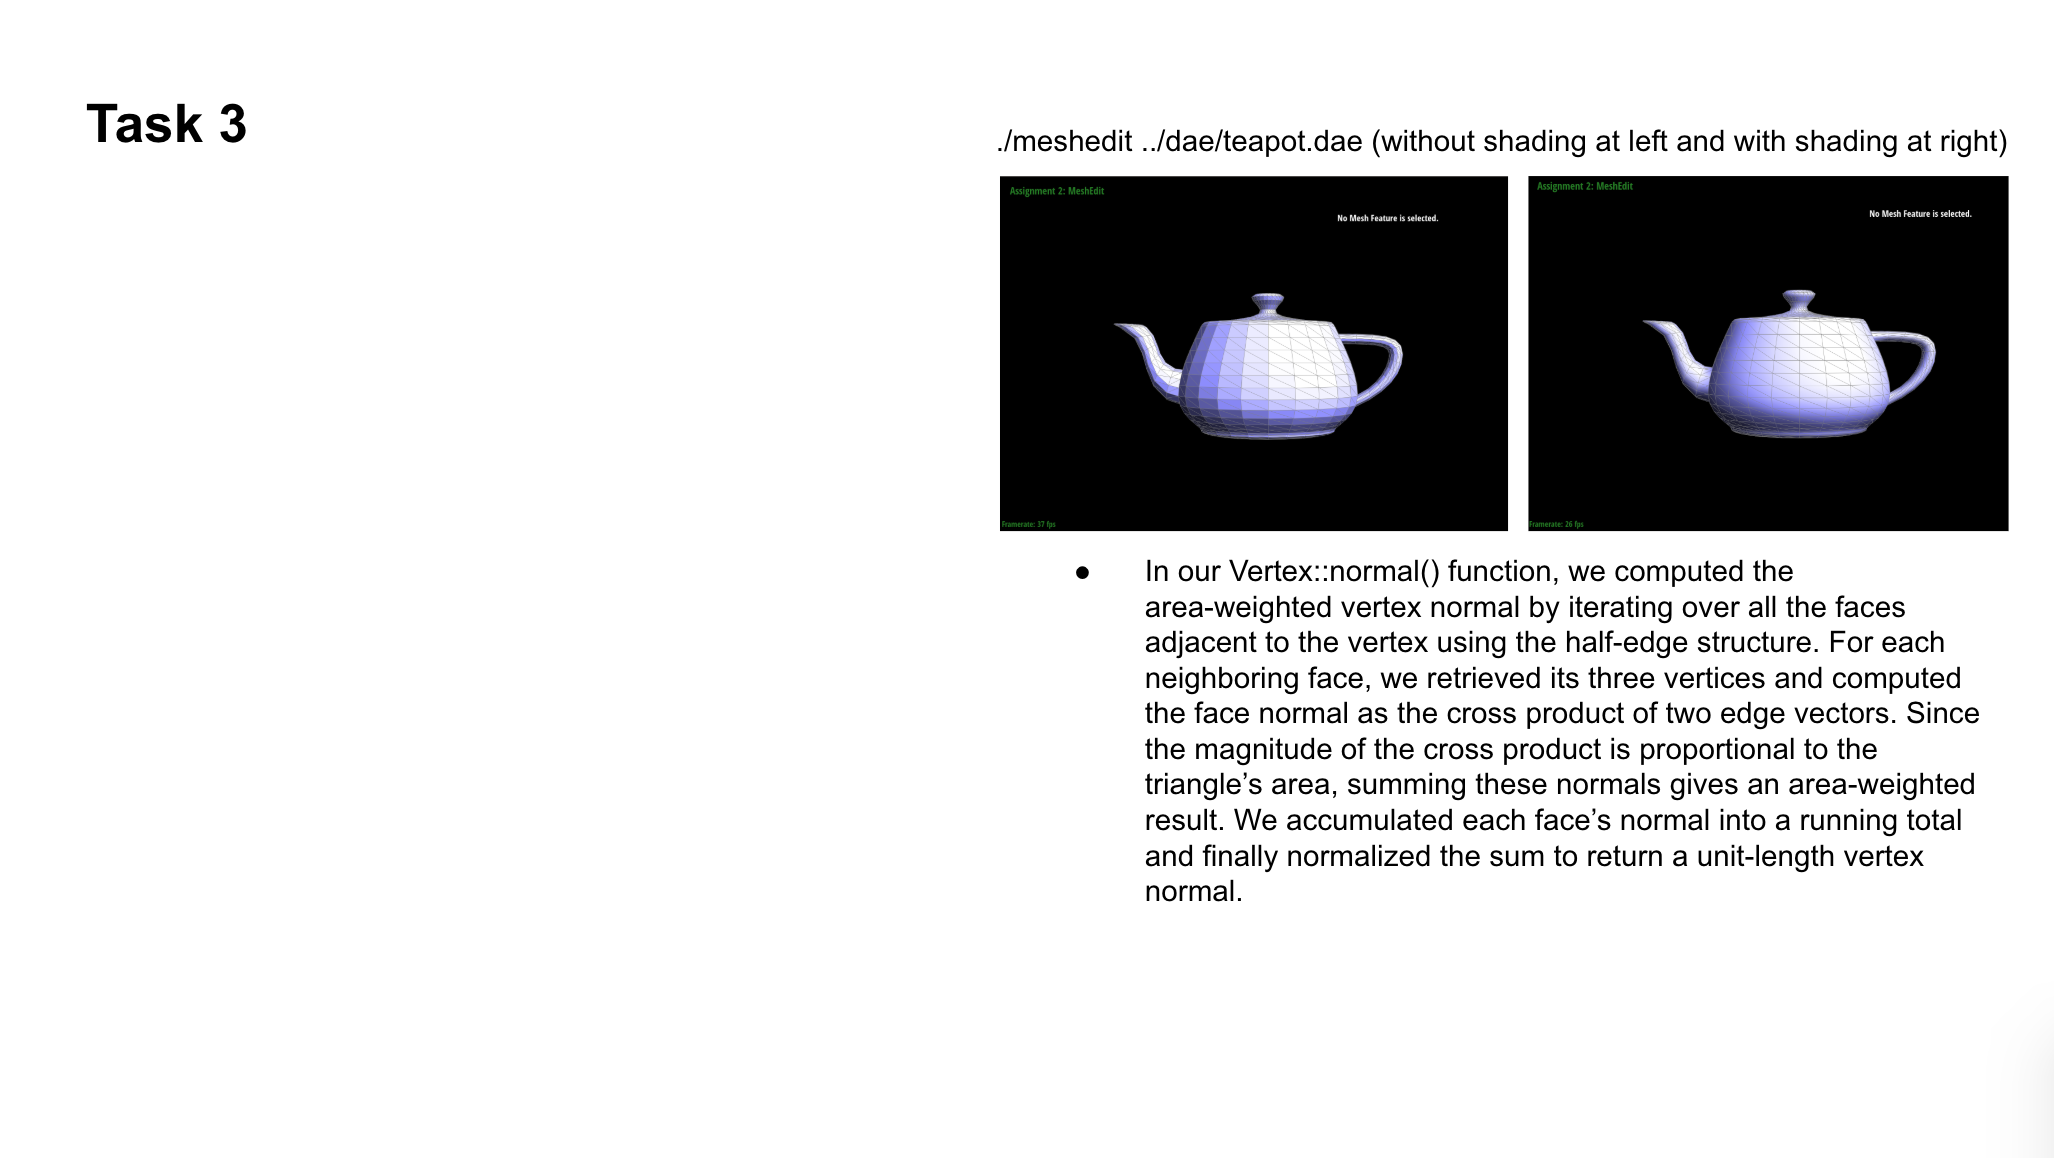 Task 3
./meshedit ../dae/teapot.dae (without shading at left and with shading at right)
Assignment 2: MeshEdit
No Mesh Feature is selected.
Framerate: 37 fps
Assignment 2: MeshEdit
No Mesh Feature is selected.
Framerate: 26 fps
● In our Vertex::normal() function, we computed the
area-weighted vertex normal by iterating over all the faces
adjacent to the vertex using the half-edge structure. For each
neighboring face, we retrieved its three vertices and computed
the face normal as the cross product of two edge vectors. Since
the magnitude of the cross product is proportional to the
triangle’s area, summing these normals gives an area-weighted
result. We accumulated each face’s normal into a running total
and finally normalized the sum to return a unit-length vertex
normal.